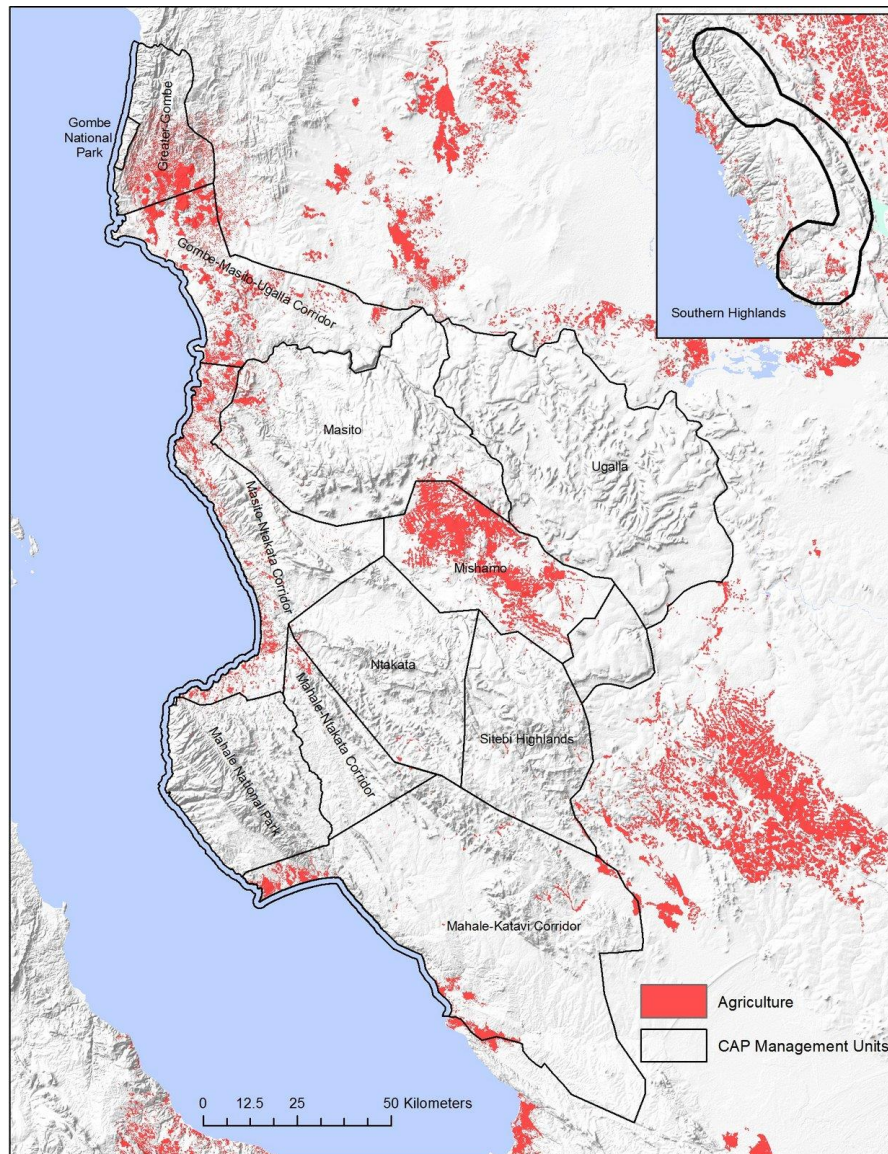 Gombe
National
Park
Greater-Gombe
Gombe-Masito-Ugalla Corridor
Southern Highlands
Masito
Ugalla
Masito-Ntakata Corridor
Mishamo
Ntakata
Mahale-Ntakata Corridor
Sitebi Highlands
Mahale National Park
Mahale-Katavi Corridor
Agriculture
CAP Management Units
0 12.5 25 50 Kilometers